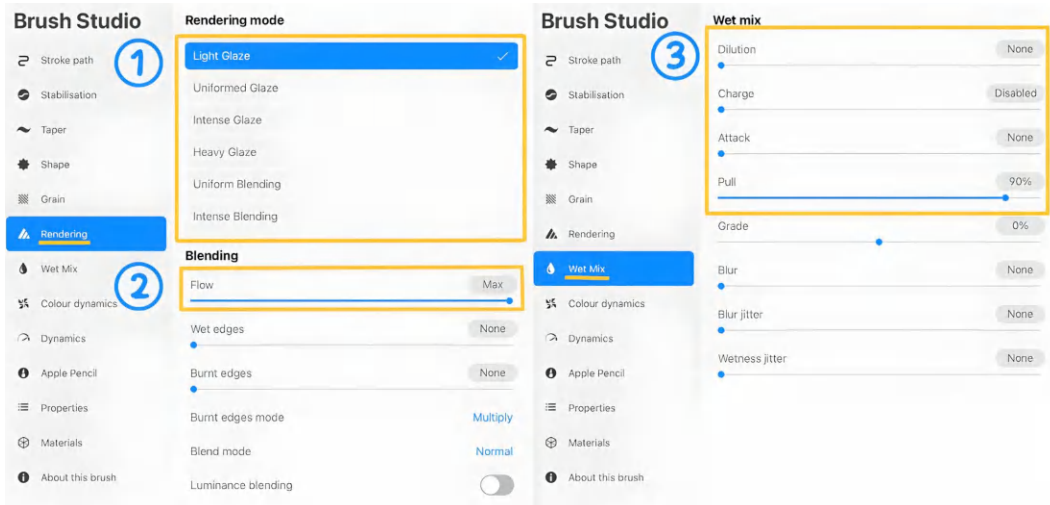 Brush Studio
1
Stroke path
Stabilisation
Taper
Shape
Grain
Rendering
Wet Mix
2
Colour dynamics
Dynamics
Apple Pencil
Properties
Materials
About this brush
Rendering mode
Light Glaze
Uniformed Glaze
Intense Glaze
Heavy Glaze
Uniform Blending
Intense Blending
Blending
Flow Max
Wet edges None
Burnt edges None
Burnt edges mode Multiply
Blend mode Normal
Luminance blending
Brush Studio
3
Stroke path
Stabilisation
Taper
Shape
Grain
Rendering
Wet Mix
Colour dynamics
Dynamics
Apple Pencil
Properties
Materials
About this brush
Wet mix
Dilution None
Charge Disabled
Attack None
Pull 90%
Grade 0%
Blur None
Blur jitter None
Wetness jitter None